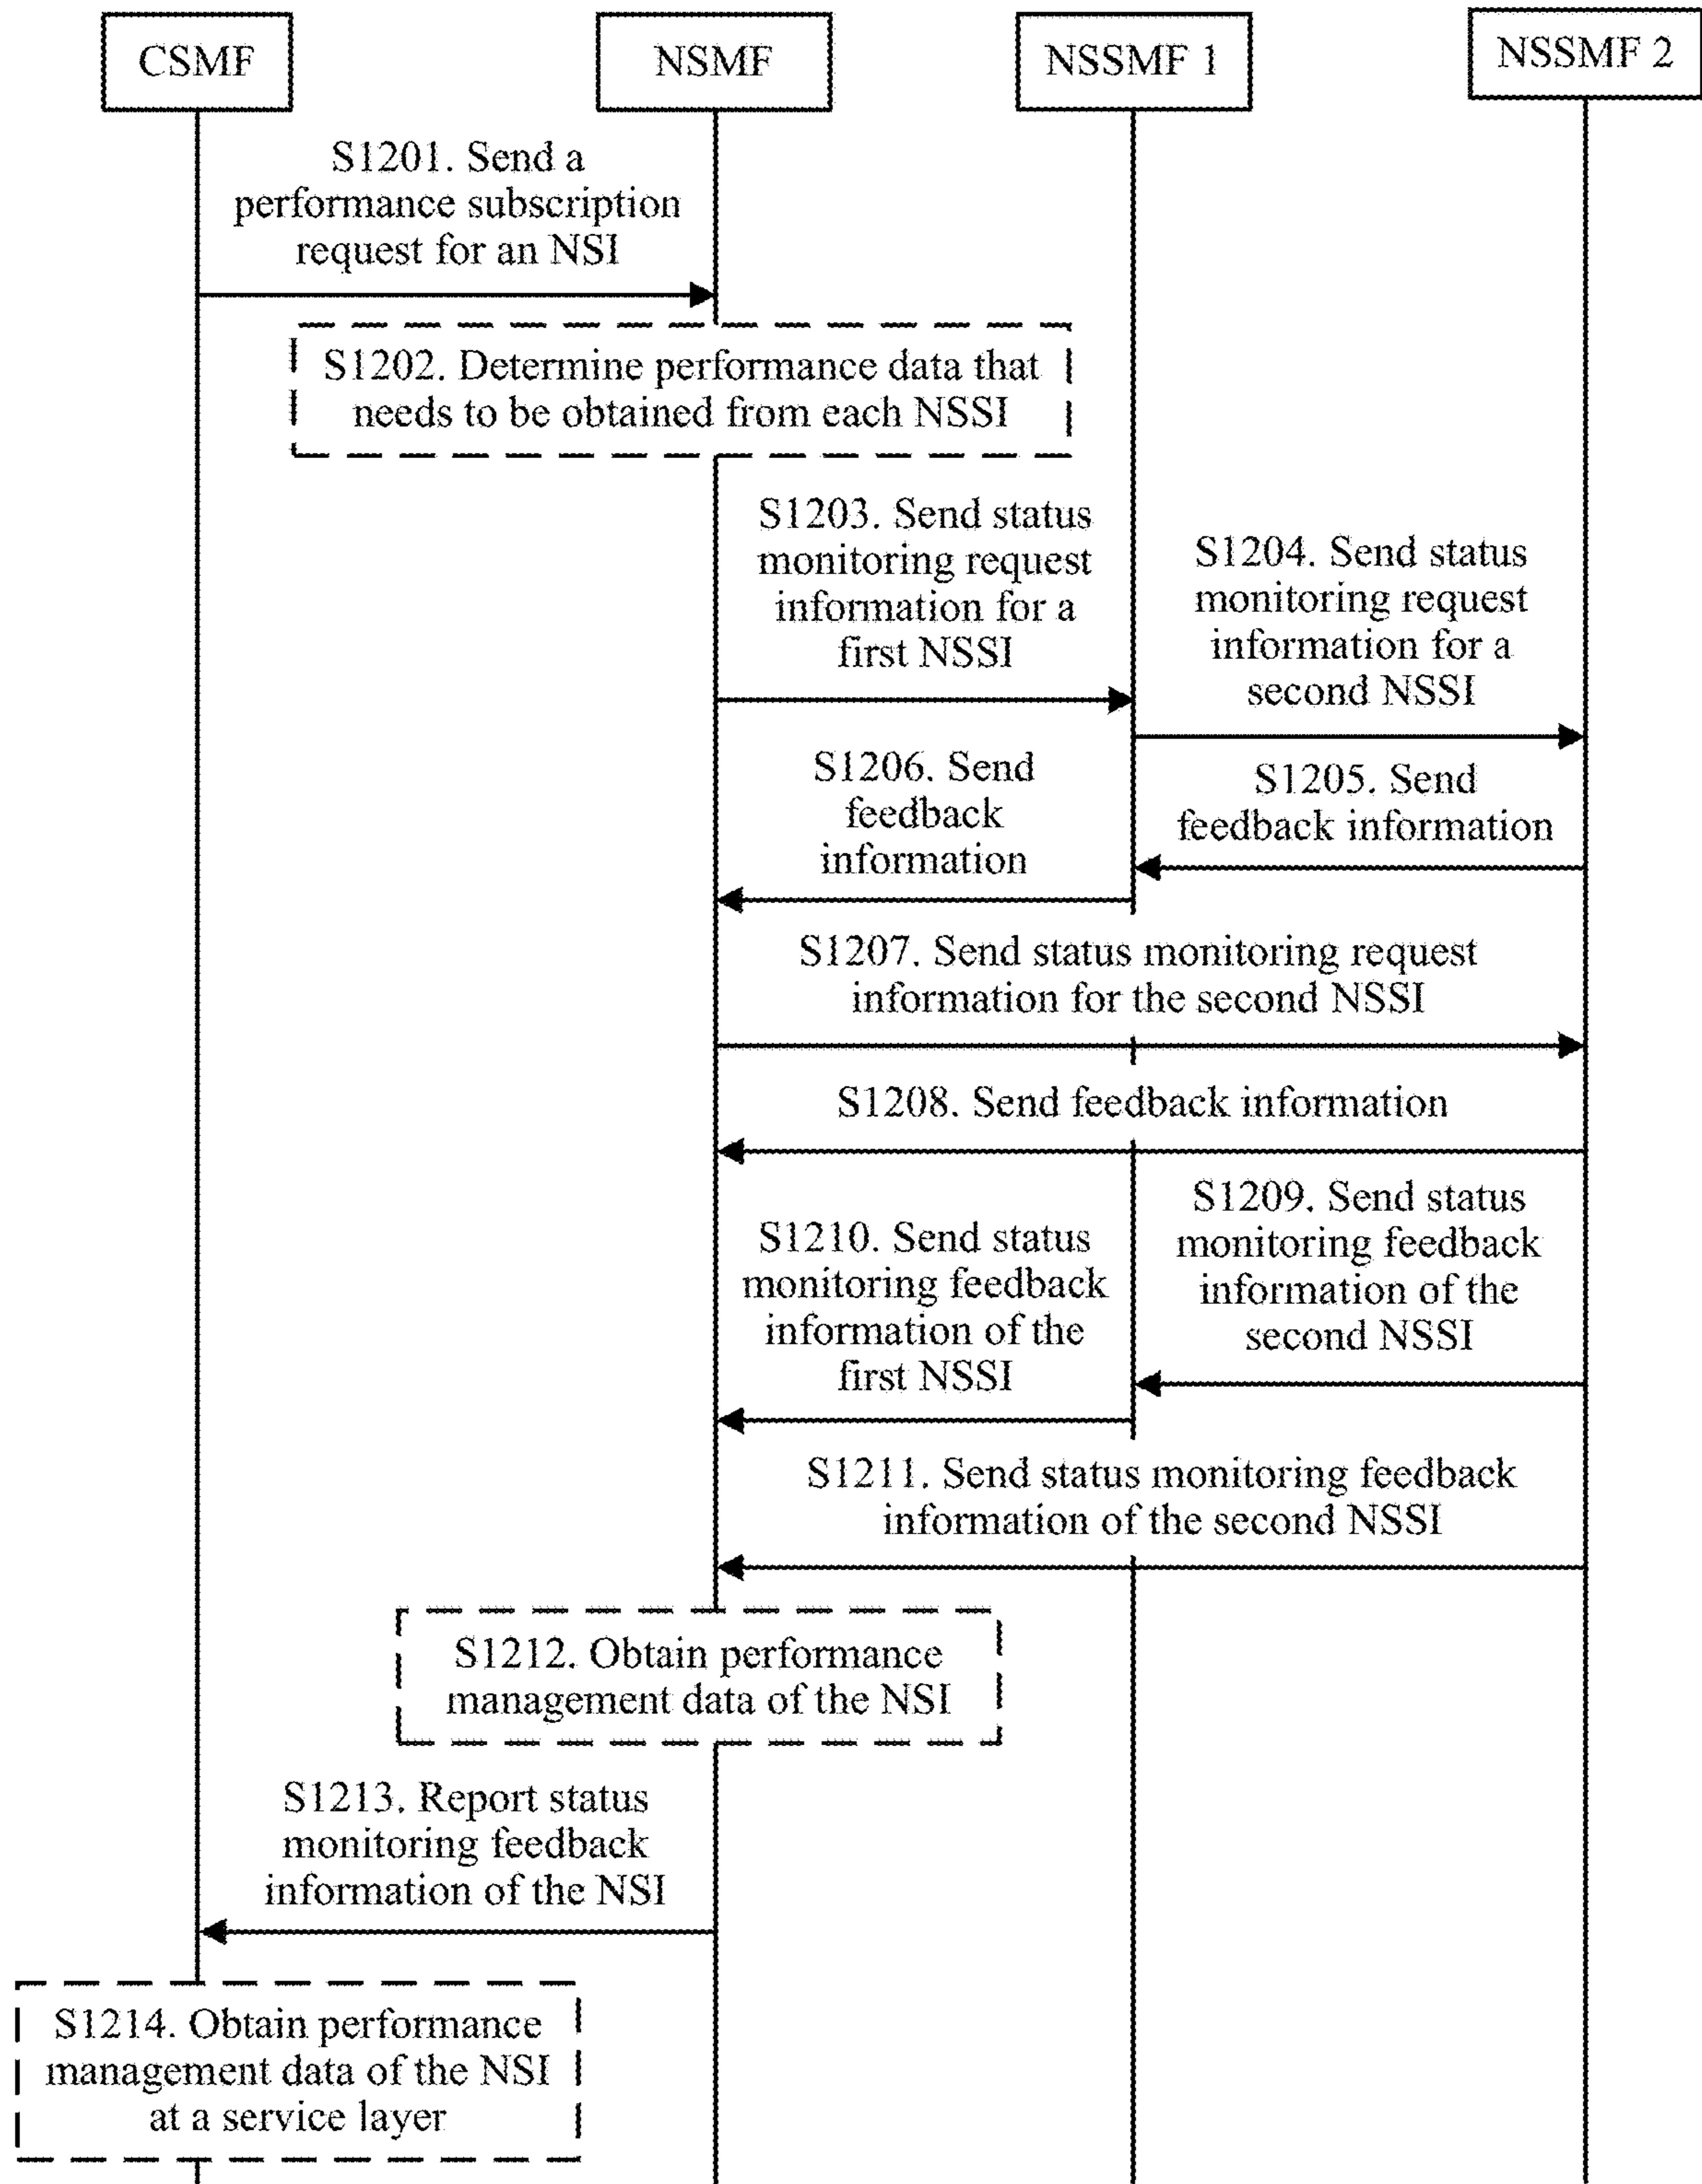 CSMF
NSMF
NSSMF 1
NSSMF 2
S1201. Send a
performance subscription
request for an NSI
S1202. Determine performance data that
needs to be obtained from each NSSI
S1203. Send status
monitoring request
information for a
first NSSI
S1204. Send status
monitoring request
information for a
second NSSI
S1205. Send
feedback information
S1206. Send
feedback
information
S1207. Send status monitoring request
information for the second NSSI
S1208. Send feedback information
S1209. Send status
monitoring feedback
information of the
second NSSI
S1210. Send status
monitoring feedback
information of the
first NSSI
S1211. Send status monitoring feedback
information of the second NSSI
S1212. Obtain performance
management data of the NSI
S1213. Report status
monitoring feedback
information of the NSI
S1214. Obtain performance
management data of the NSI
at a service layer